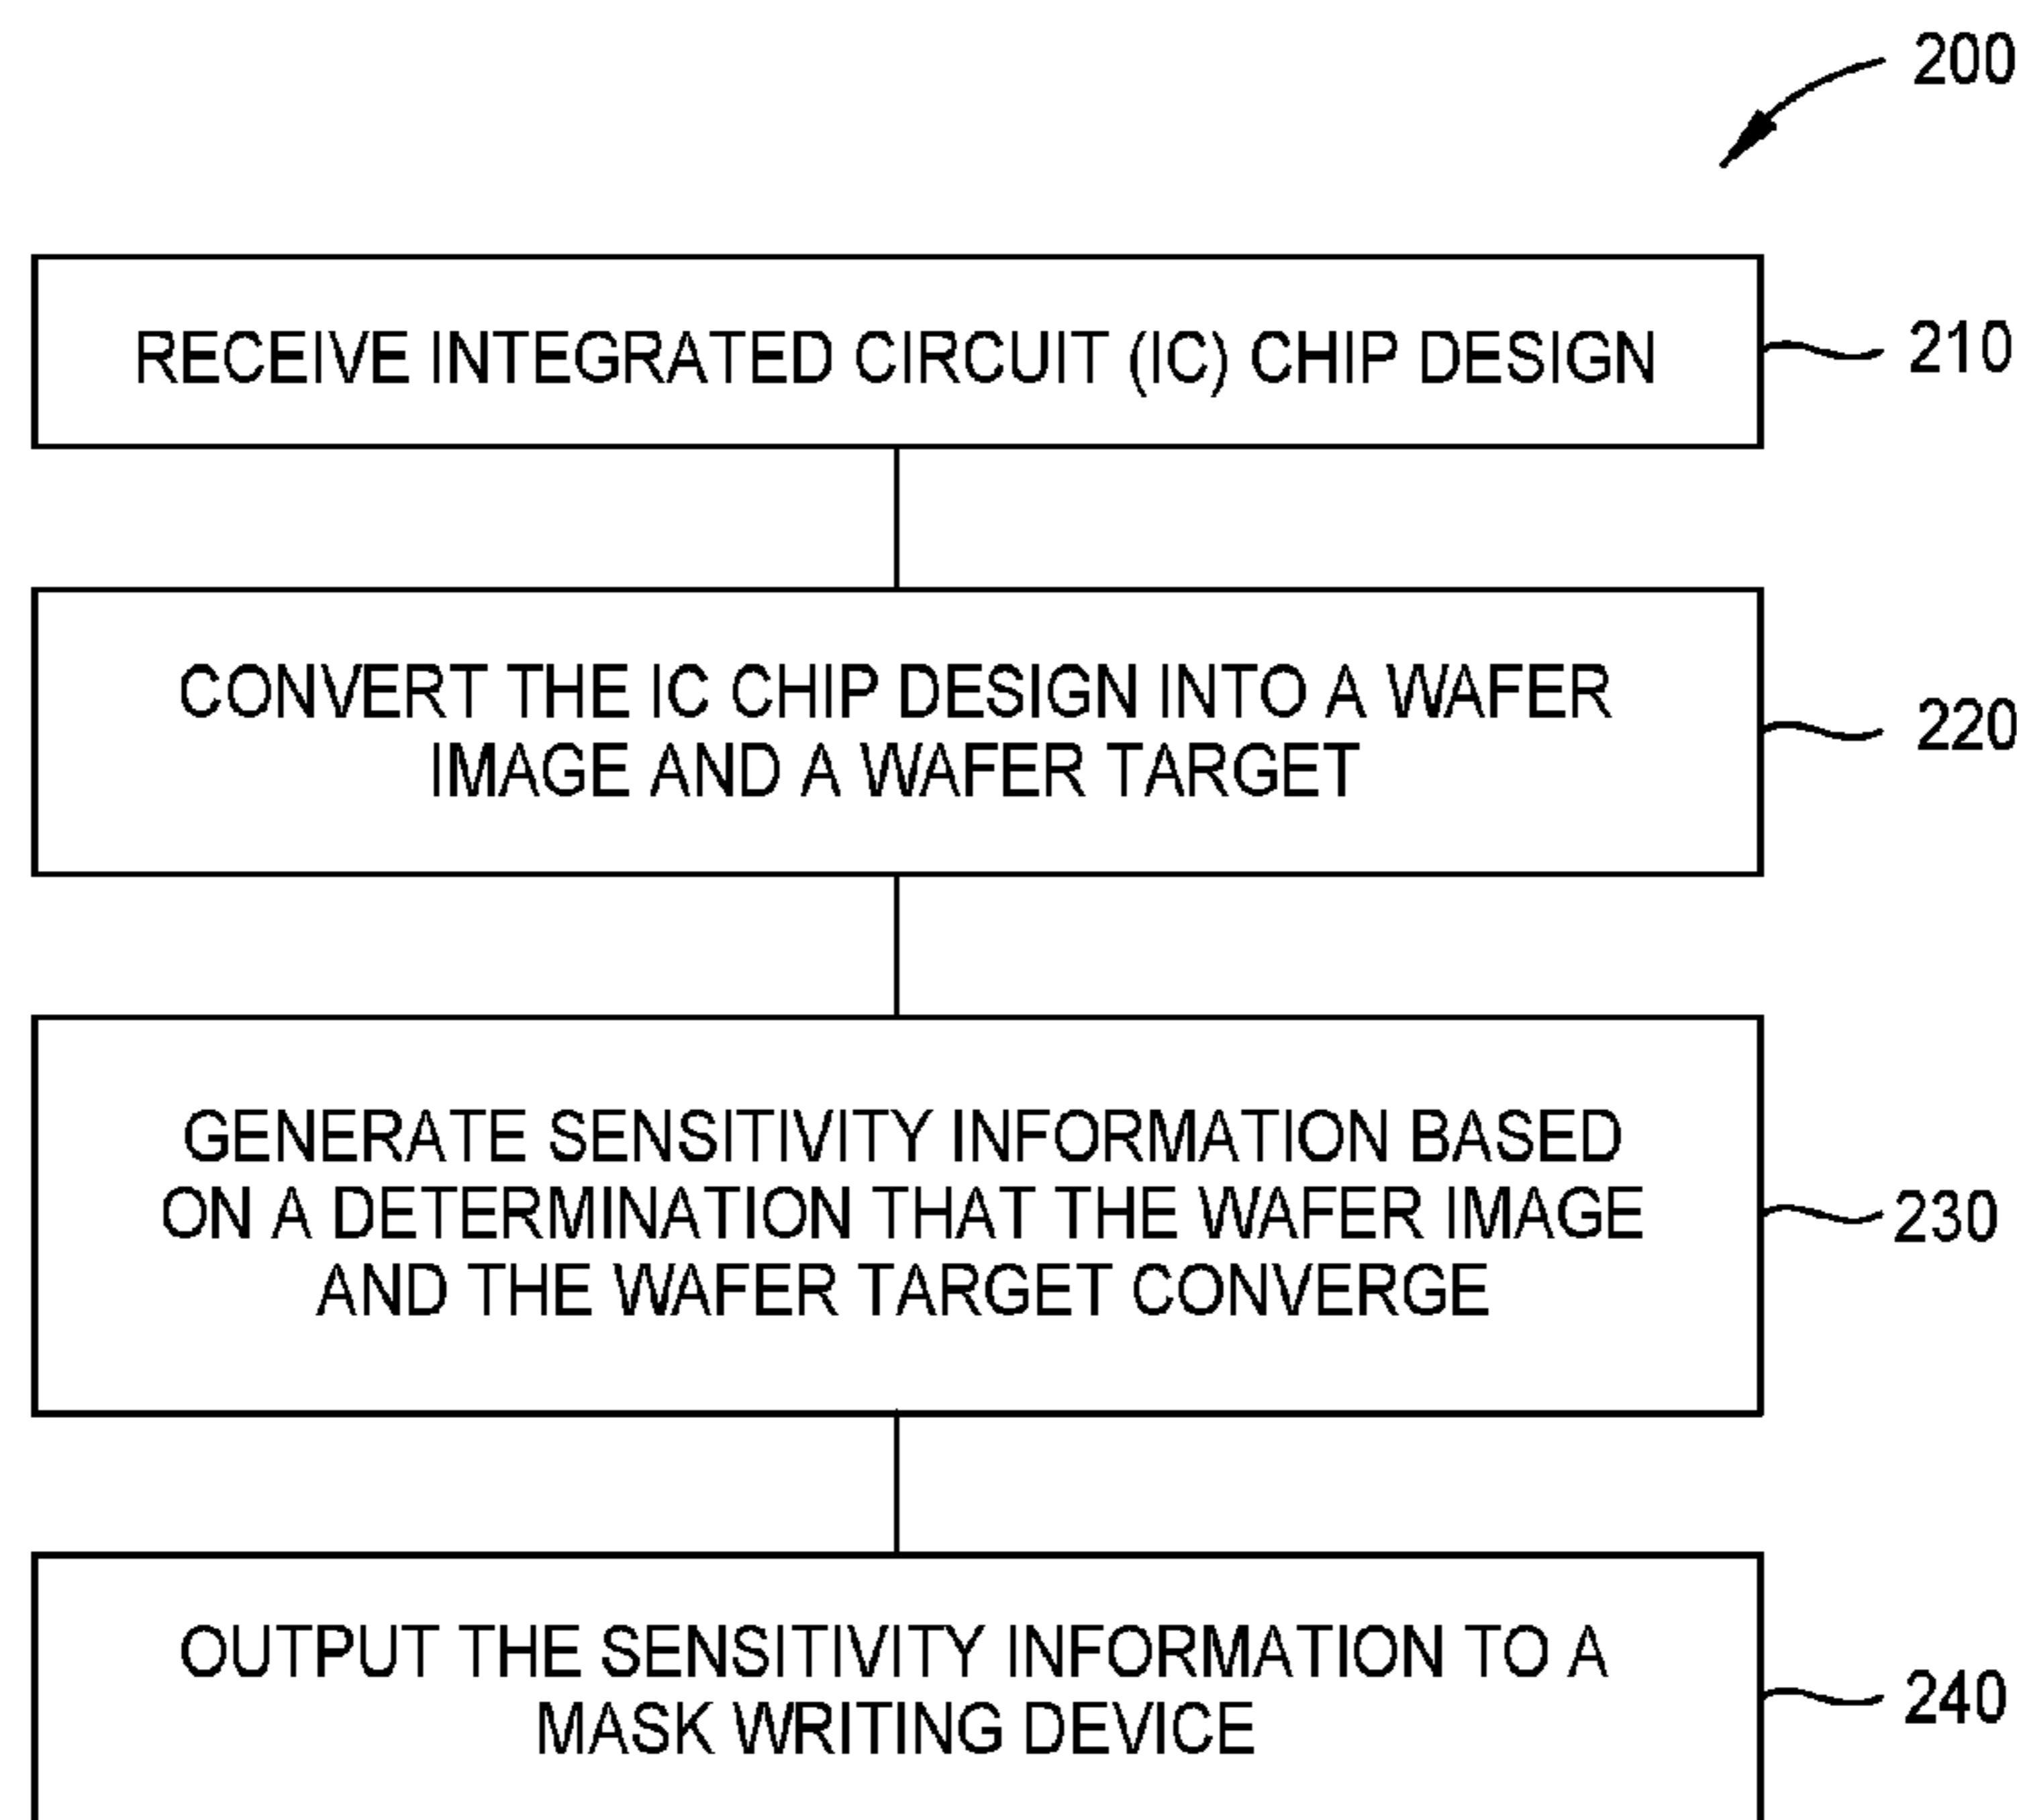 200
RECEIVE INTEGRATED CIRCUIT (IC) CHIP DESIGN
210
CONVERT THE IC CHIP DESIGN INTO A WAFER
IMAGE AND A WAFER TARGET
220
GENERATE SENSITIVITY INFORMATION BASED
ON A DETERMINATION THAT THE WAFER IMAGE
AND THE WAFER TARGET CONVERGE
230
OUTPUT THE SENSITIVITY INFORMATION TO A
MASK WRITING DEVICE
240